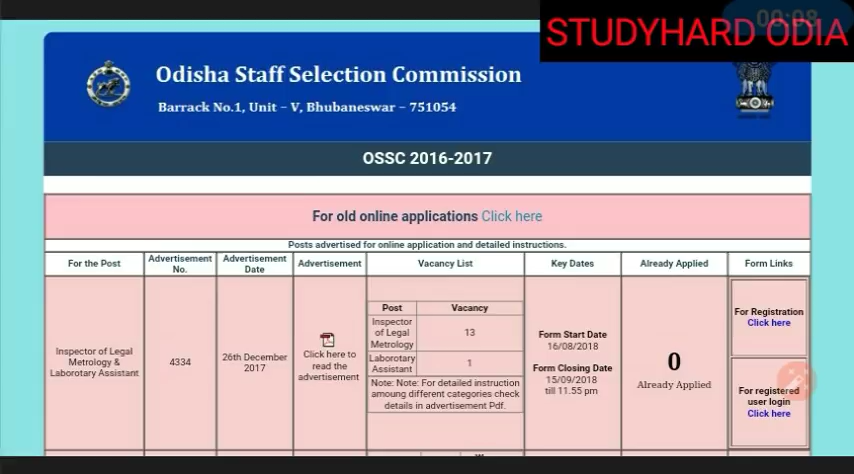 00:08
STUDYHARD ODIA
Odisha Staff Selection Commission
Barrack No.1, Unit – V, Bhubaneswar – 751054
OSSC 2016-2017
For old online applications Click here
Posts advertised for online application and detailed instructions.
For the Post
Advertisement
No.
Advertisement
Date
Advertisement
Vacancy List
Key Dates
Already Applied
Form Links
Inspector of Legal
Metrology &
Laborotary Assistant
4334
26th December
2017
Click here to
read the
advertisement
Post
Vacancy
Inspector
of Legal
Metrology
13
Laborotary
Assistant
1
Note: Note: For detailed instruction
amoung different categories check
details in advertisement Pdf.
Form Start Date
16/08/2018
Form Closing Date
15/09/2018
till 11.55 pm
0
Already Applied
For Registration
Click here
For registered
user login
Click here